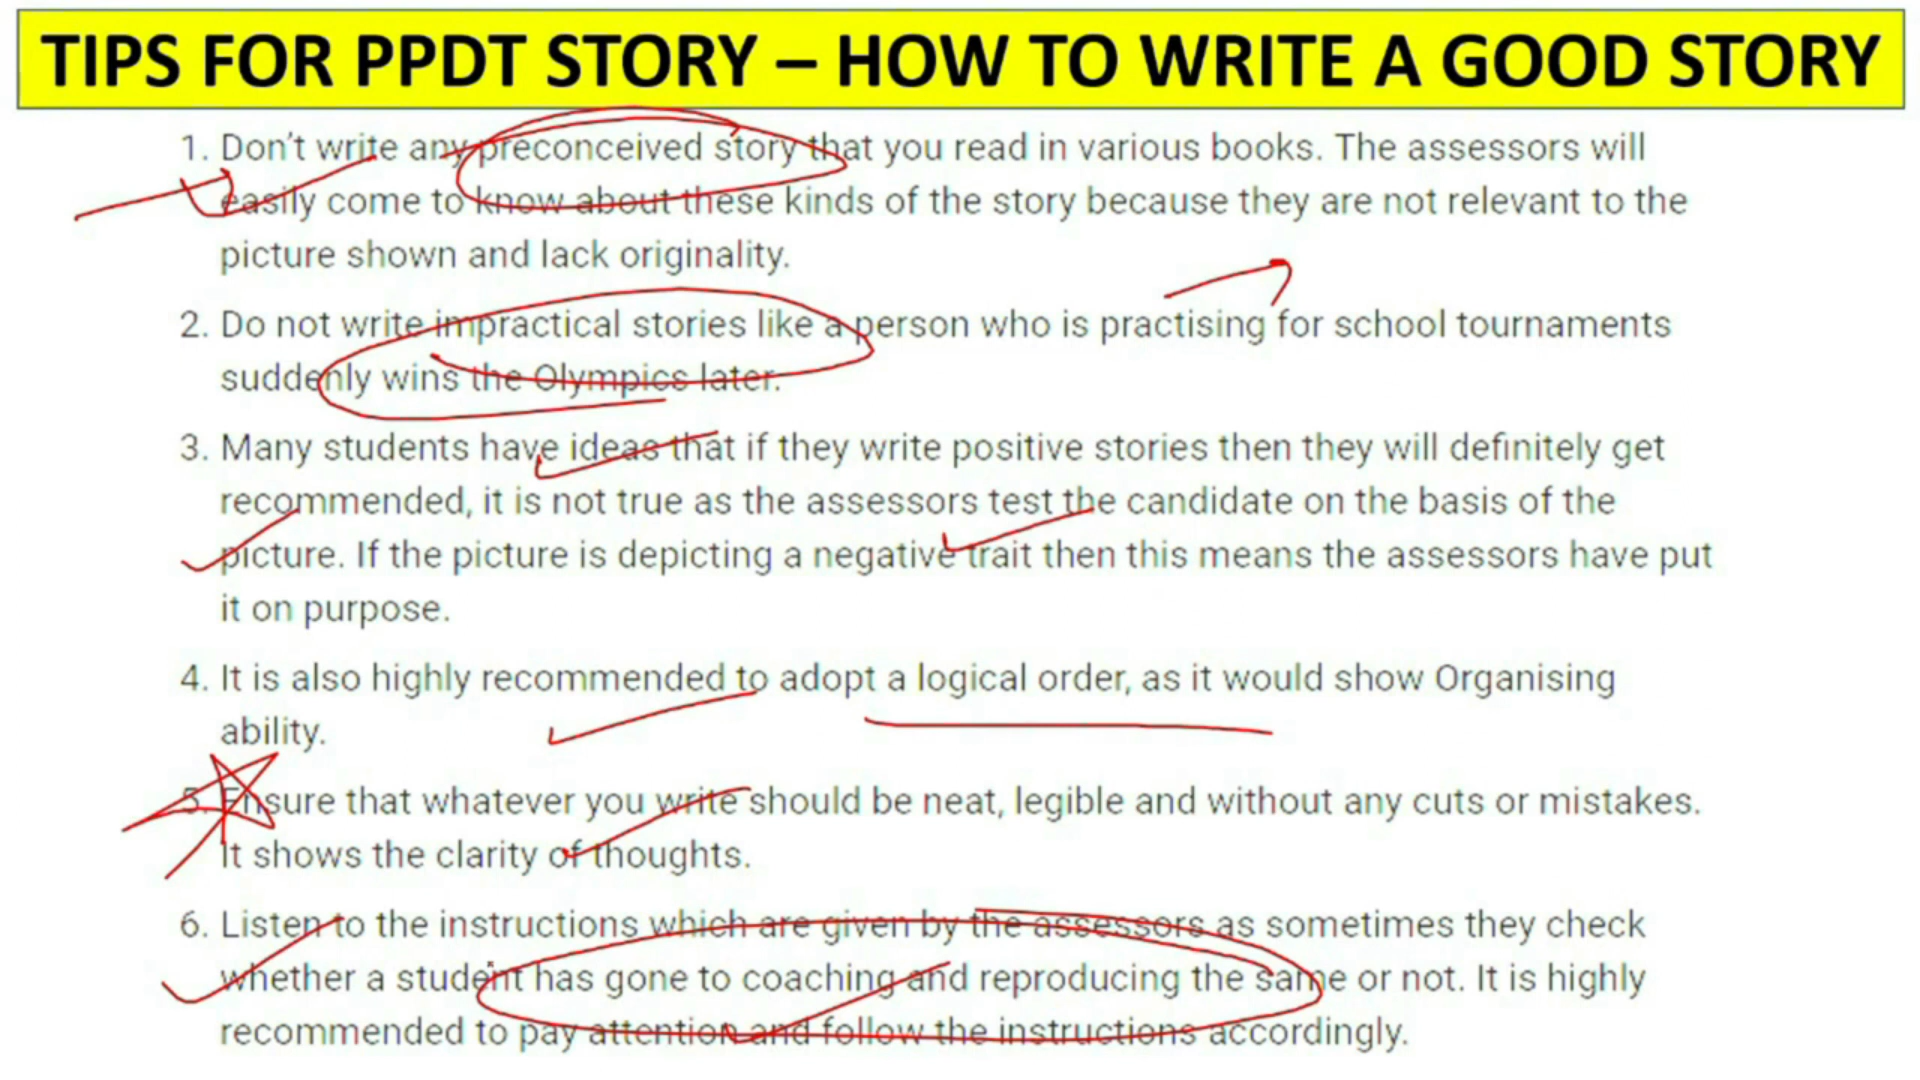 TIPS FOR PPDT STORY – HOW TO WRITE A GOOD STORY
1. Don't write any preconceived story that you read in various books. The assessors will
easily come to know about these kinds of the story because they are not relevant to the
picture shown and lack originality.
2. Do not write impractical stories like a person who is practising for school tournaments
suddenly wins the Olympics later.
3. Many students have ideas that if they write positive stories then they will definitely get
recommended, it is not true as the assessors test the candidate on the basis of the
picture. If the picture is depicting a negative trait then this means the assessors have put
it on purpose.
4. It is also highly recommended to adopt a logical order, as it would show Organising
ability.
5. Ensure that whatever you write should be neat, legible and without any cuts or mistakes.
It shows the clarity of thoughts.
6. Listen to the instructions which are given by the assessors as sometimes they check
whether a student has gone to coaching and reproducing the same or not. It is highly
recommended to pay attention and follow the instructions accordingly.